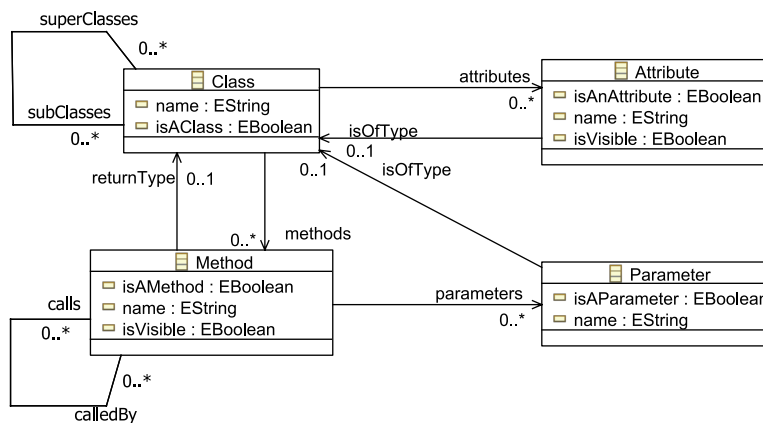 superClasses
0..*
Class
name : EString
isAClass : EBoolean
subClasses
0..*
attributes
0..*
Attribute
isAnAttribute : EBoolean
name : EString
isVisible : EBoolean
isOfType
0..1
0..1
isOfType
returnType
0..1
0..*
methods
Method
isAMethod : EBoolean
name : EString
isVisible : EBoolean
calls
0..*
0..*
calledBy
parameters
0..*
Parameter
isAParameter : EBoolean
name : EString